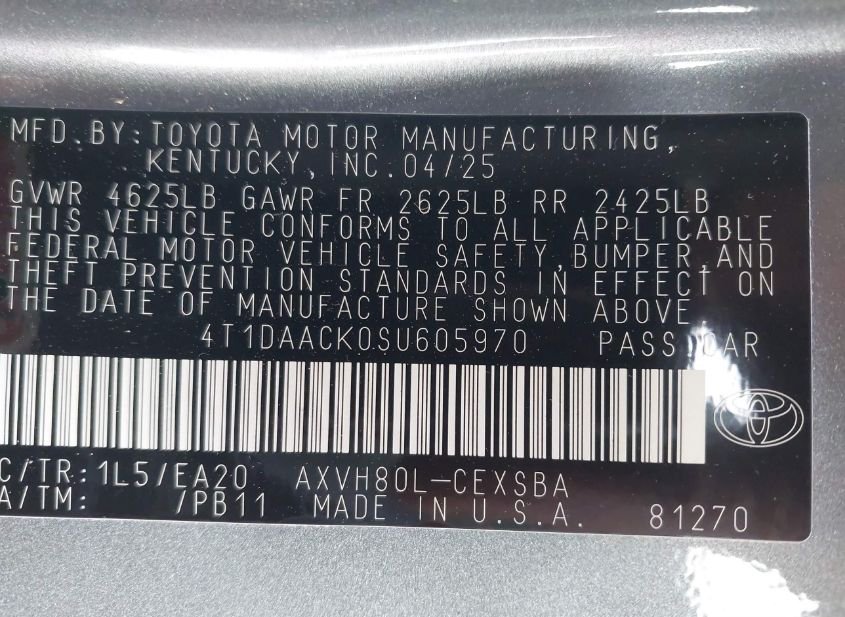 MFD.BY:TOYOTA MOTOR MANUFACTURING,
KENTUCKY,INC.04/25
GVWR 4625LB GAWR FR 2625LB RR 2425LB
THIS VEHICLE CONFORMS TO ALL APPLICABLE
FEDERAL MOTOR VEHICLE SAFETY,BUMPER,AND
THEFT PREVENTION STANDARDS IN EFFECT ON
THE DATE OF MANUFACTURE SHOWN ABOVE.
4T1DAACK0SU605970 PASS.CAR
C/TR:1L5/EA20 AXVH80L-CEXSBA
A/TM: /PB11 MADE IN U.S.A. 81270